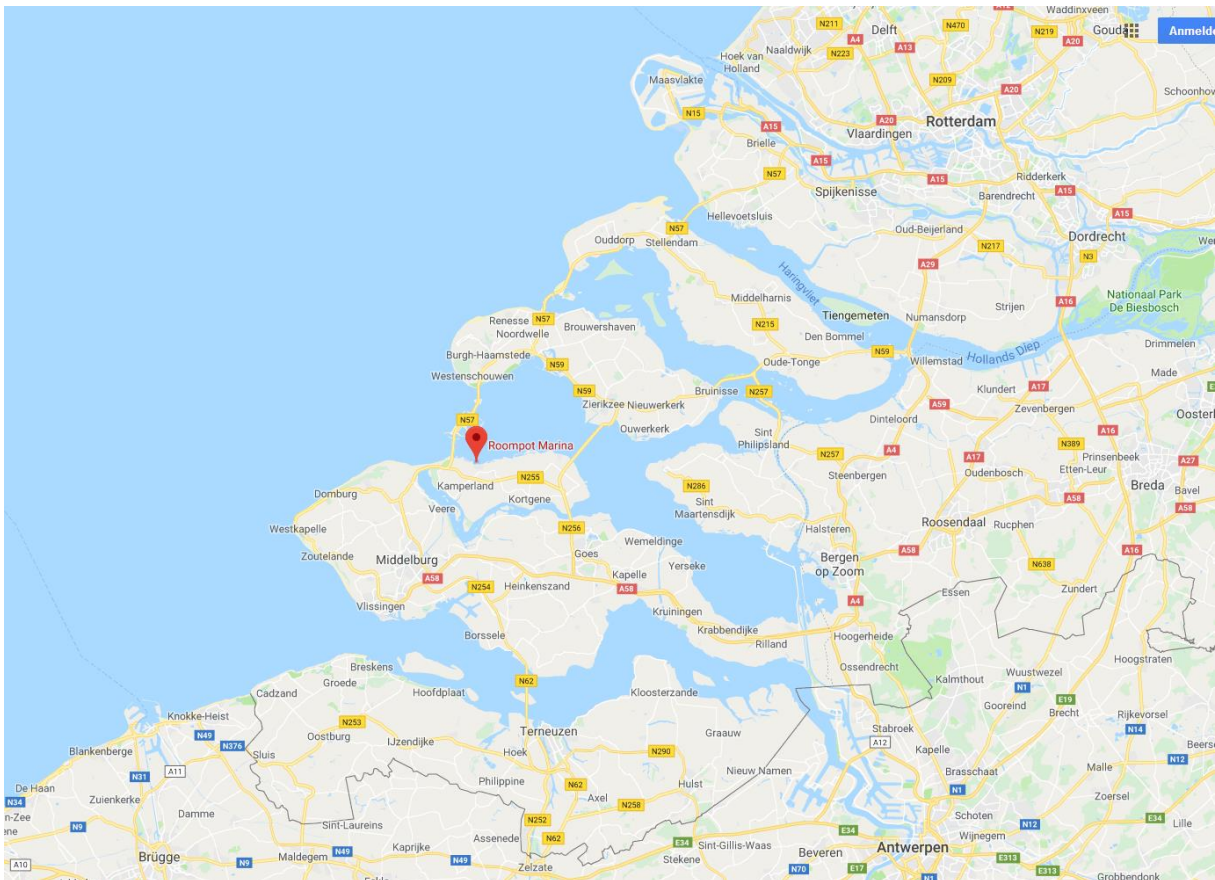 Waddinxveen
N211
Delft
N470
N219
Gouda
Anmelde
A4
A13
A20
Naaldwijk
Hoek van
Holland
N223
Maasvlakte
N209
A20
Schoonhov
N15
A15
A20
Rotterdam
Vlaardingen
Brielle
A15
N57
A15
Ridderkerk
A15
Spijkenisse
Barendrecht
A15
Hellevoetsluis
N57
Oud-Beijerland
Dordrecht
Ouddorp
Stellendam
N217
N3
Wer
A29
Haringvliet
Nationaal Park
De Biesbosch
Middelharnis
A16
Strijen
Tiengemeten
Numansdorp
Renesse
N57
Noordwelle
Brouwershaven
N215
Den Bommel
Hollands Diep
Drimmelen
Burgh-Haamstede
N59
Oude-Tonge
N59
Willemstad
Made
Westenschouwen
N59
Bruinisse
N257
Klundert
A17
Zierikzee
Nieuwerkerk
A59
Zevenbergen
N57
Ouwerkerk
Dinteloord
Oosterl
Sint
Philipsland
A16
Roompot Marina
N257
A4
N389
Prinsenbeek
A17
Etten-Leur
A27
N255
Steenbergen
Oudenbosch
Kamperland
N286
A58
Breda
Bavel
Domburg
Kortgene
Sint
Maartensdijk
A58
Veere
Roosendaal
Rucphen
Westkapelle
N256
Halsteren
Wemeldinge
Zoutelande
Middelburg
Goes
Bergen
op Zoom
A58
A16
Yerseke
Kapelle
N638
A58
N254
Heinkenszand
A58
Essen
Zundert
Vlissingen
Kruiningen
A4
Krabbendijke
Borssele
Rilland
Hoogerheide
Hoogstraten
Breskens
Ossendrecht
Wuustwezel
Groede
N62
Kloosterzande
Kalmthout
N1
Cadzand
Hoofdplaat
E19
Gooreind
Brecht
Rijkevorsel
Knokke-Heist
N253
Terneuzen
Stabroek
N14
N49
Oostburg
IJzendijke
Graauw
A12
Blankenberge
N376
Sluis
Hoek
N290
Kapelle
Beerse
N12
A11
Nieuw Namen
Malle
N31
Philippine
N62
Hulst
Brasschaat
De Haan
N1
Zuienkerke
Axel
Zoersel
N34
N258
Damme
Schoten
n-Zee
N252
N12
Lille
N9
Sint-Laureins
E34
Wijnegem
ene
Assenede
N62
E34
Sint-Gillis-Waas
E34
Antwerpen
Kaprijke
Brügge
N49
Beveren
Maldegem
N49
Stekene
E313
A10
N9
Zelzate
N70
E17
E313
N1
Grobbendonk